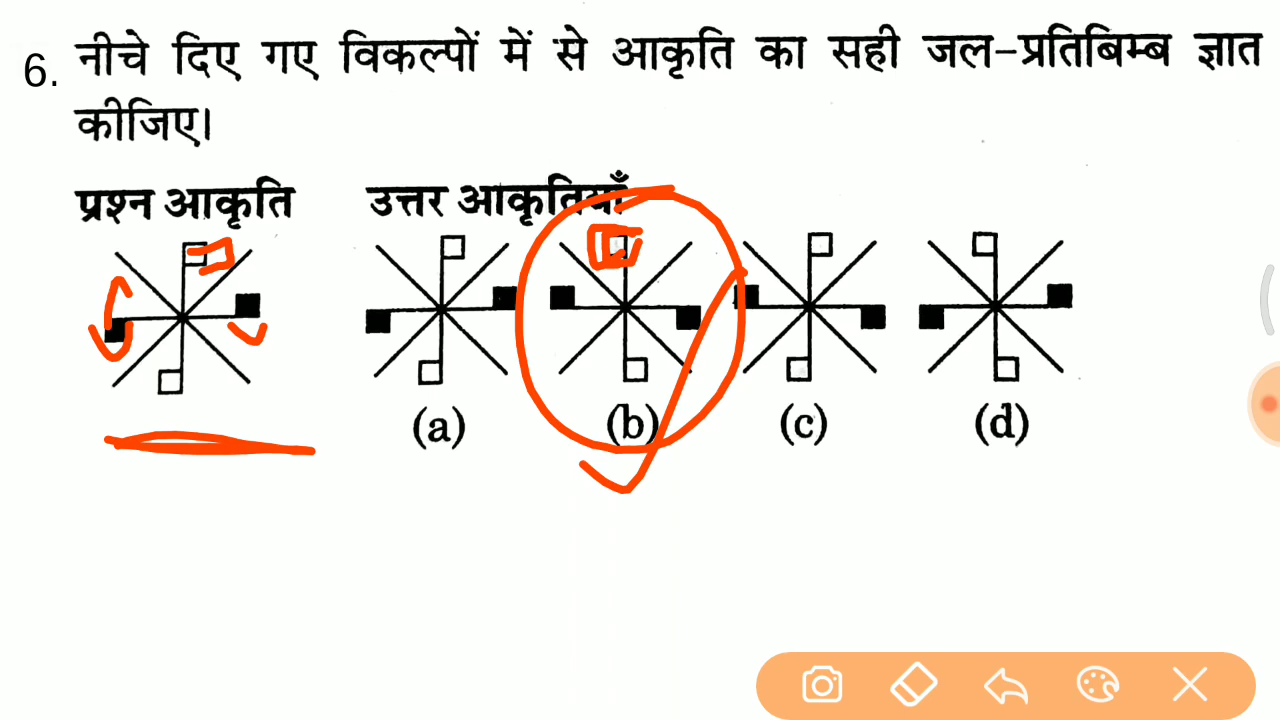 6. नीचे दिए गए विकल्पों में से आकृति का सही जल-प्रतिबिम्ब ज्ञात
कीजिए।
प्रश्न आकृति उत्तर आकृतियाँ
(a) (b) (c) (d)